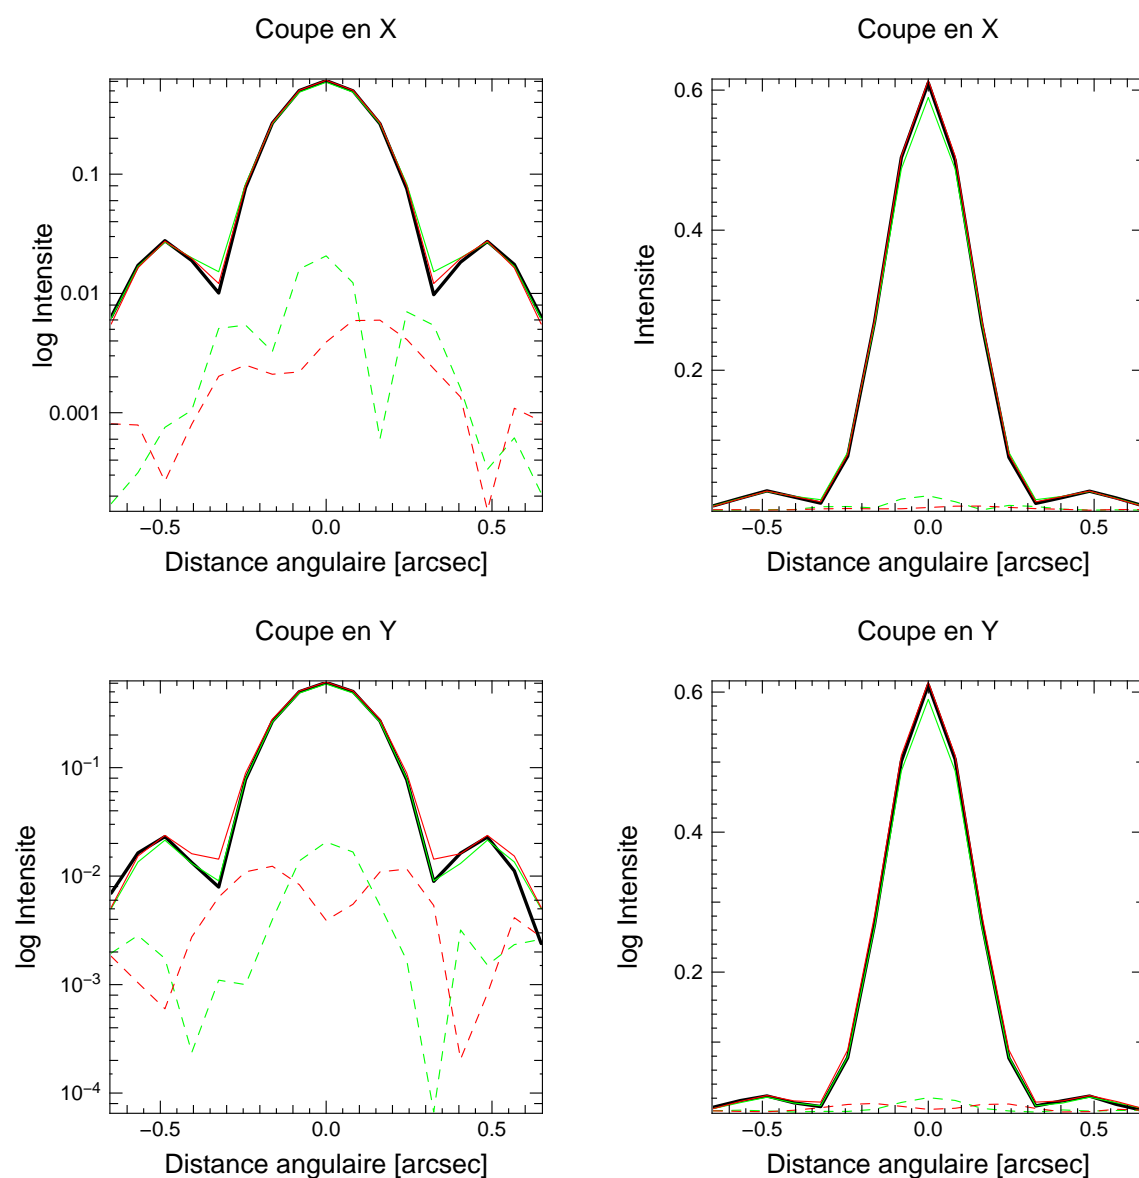 Coupe en X
Coupe en X
log Intensite
0.1
0.01
0.001
−0.5 0.0 0.5
Distance angulaire [arcsec]
Intensite
0.6
0.4
0.2
−0.5 0.0 0.5
Distance angulaire [arcsec]
Coupe en Y
Coupe en Y
log Intensite
10−1
10−2
10−3
10−4
−0.5 0.0 0.5
Distance angulaire [arcsec]
log Intensite
0.6
0.4
0.2
−0.5 0.0 0.5
Distance angulaire [arcsec]